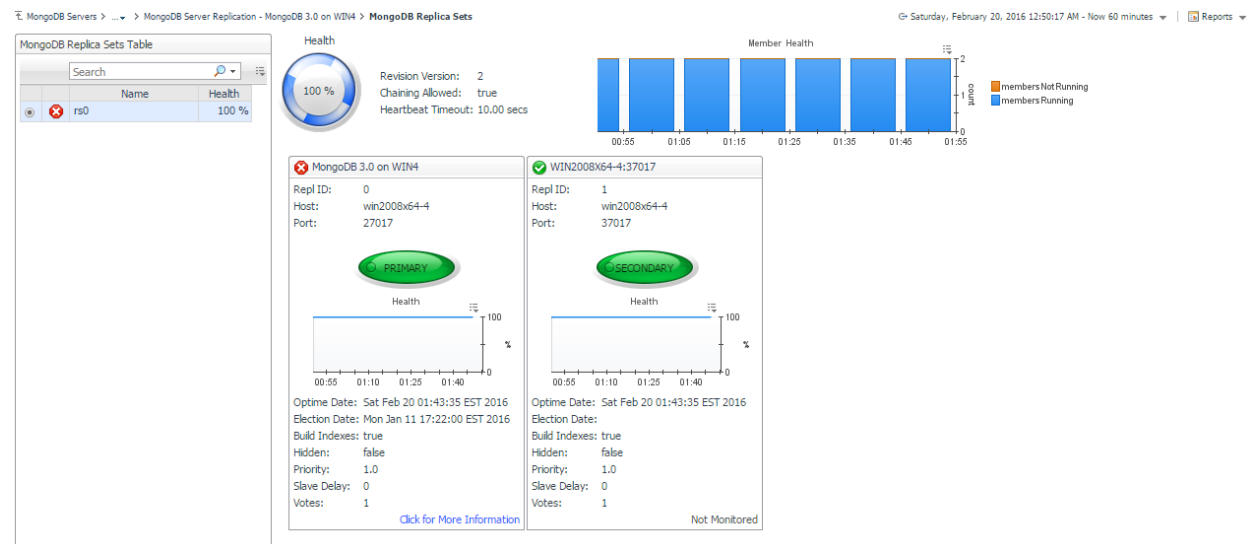 MongoDB Servers > ... > MongoDB Server Replication - MongoDB 3.0 on WIN4 > MongoDB Replica Sets
Saturday, February 20, 2016 12:50:17 AM - Now 60 minutes | Reports
MongoDB Replica Sets Table
Search
Name Health
rs0 100 %
Health
100 %
Revision Version: 2
Chaining Allowed: true
Heartbeat Timeout: 10.00 secs
Member Health
2
1
0
count
00:55 01:05 01:15 01:25 01:35 01:45 01:55
members Not Running
members Running
MongoDB 3.0 on WIN4
Repl ID: 0
Host: win2008x64-4
Port: 27017
PRIMARY
Health
100
%
0
00:55 01:10 01:25 01:40
Optime Date: Sat Feb 20 01:43:35 EST 2016
Election Date: Mon Jan 11 17:22:00 EST 2016
Build Indexes: true
Hidden: false
Priority: 1.0
Slave Delay: 0
Votes: 1
Click for More Information
WIN2008X64-4:37017
Repl ID: 1
Host: win2008x64-4
Port: 37017
SECONDARY
Health
100
%
0
00:55 01:10 01:25 01:40
Optime Date: Sat Feb 20 01:43:35 EST 2016
Election Date:
Build Indexes: true
Hidden: false
Priority: 1.0
Slave Delay: 0
Votes: 1
Not Monitored